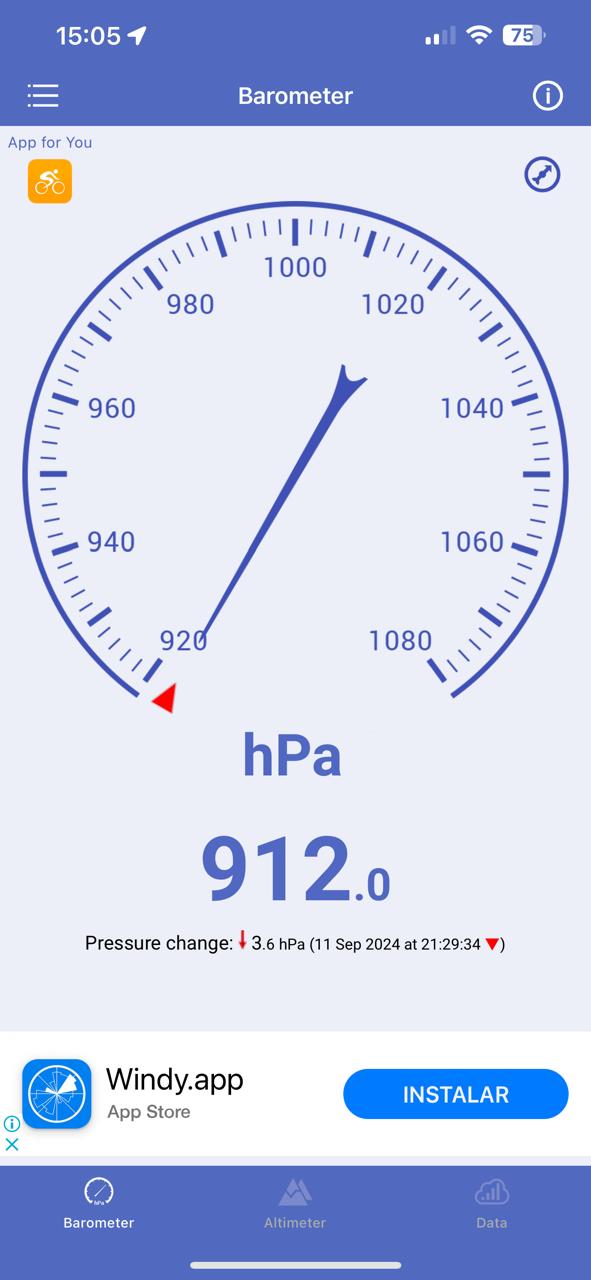 15:05
75
Barometer
App for You
1000
980
1020
960
1040
940
1060
920
1080
hPa
912.0
Pressure change: 3.6 hPa (11 Sep 2024 at 21:29:34 ▼)
Windy.app
App Store
INSTALAR
hPa
Barometer
Altimeter
Data